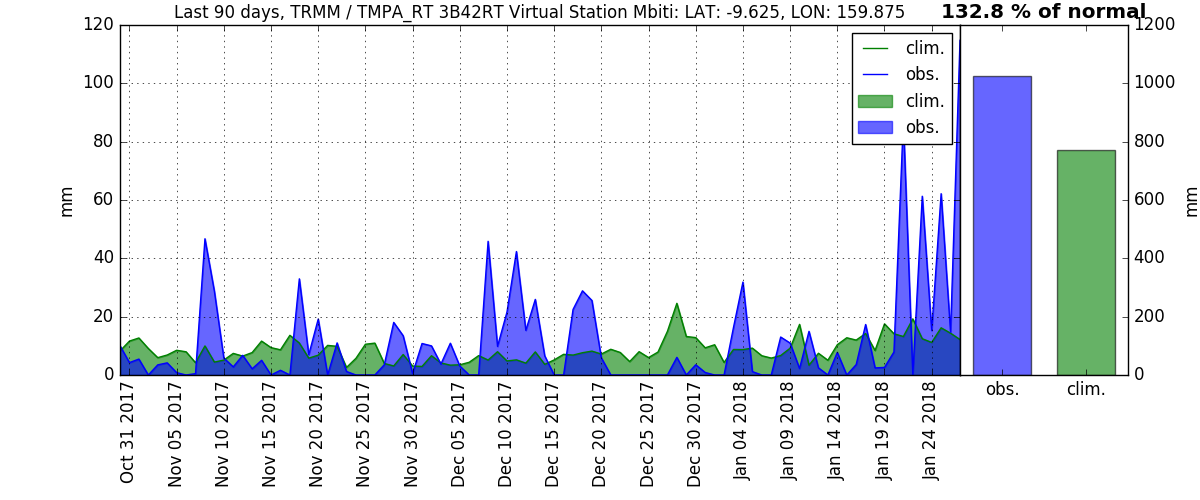 Last 90 days, TRMM / TMPA_RT 3B42RT Virtual Station Mbiti: LAT: -9.625, LON: 159.875
132.8 % of normal
120
100
80
60
40
20
0
mm
clim.
obs.
clim.
obs.
Oct 31 2017
Nov 05 2017
Nov 10 2017
Nov 15 2017
Nov 20 2017
Nov 25 2017
Nov 30 2017
Dec 05 2017
Dec 10 2017
Dec 15 2017
Dec 20 2017
Dec 25 2017
Dec 30 2017
Jan 04 2018
Jan 09 2018
Jan 14 2018
Jan 19 2018
Jan 24 2018
1200
1000
800
600
400
200
0
mm
obs.
clim.